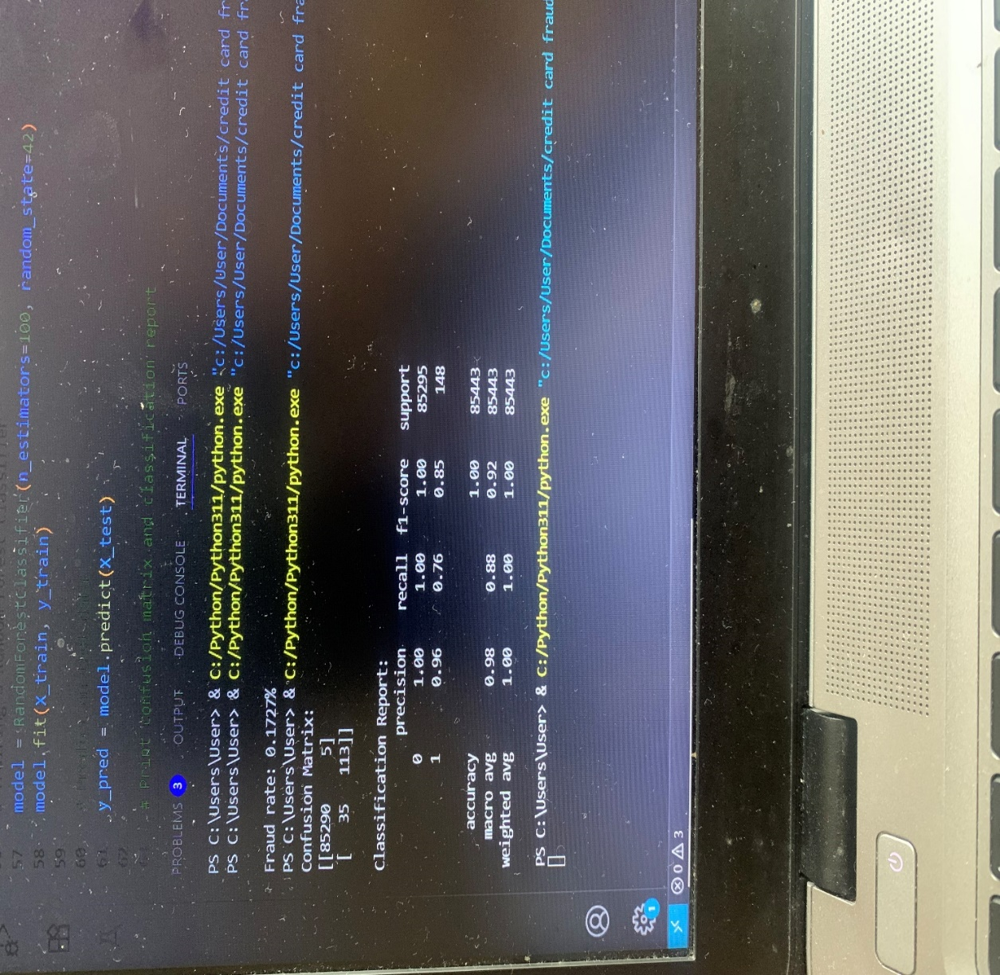 57 model = RandomForestClassifier(n_estimators=100, random_state=42)
58 model.fit(x_train, y_train)
59
60
61 y_pred = model.predict(x_test)
62
# Print confusion matrix and classification report
PROBLEMS 3 OUTPUT DEBUG CONSOLE TERMINAL PORTS
PS C:\Users\User> & C:/Python/Python311/python.exe "c:/Users/User/Documents/credit card
PS C:\Users\User> & C:/Python/Python311/python.exe "c:/Users/User/Documents/credit card
Fraud rate: 0.1727%
PS C:\Users\User> & C:/Python/Python311/python.exe "c:/Users/User/Documents/credit card fra
Confusion Matrix:
[[85290 5]
[ 35 113]]
Classification Report:
precision recall f1-score support
0 1.00 1.00 1.00 85295
1 0.96 0.76 0.85 148
accuracy 1.00 85443
macro avg 0.98 0.88 0.92 85443
weighted avg 1.00 1.00 1.00 85443
PS C:\Users\User> & C:/Python/Python311/python.exe "c:/Users/User/Documents/credit card fraud
1
0 3